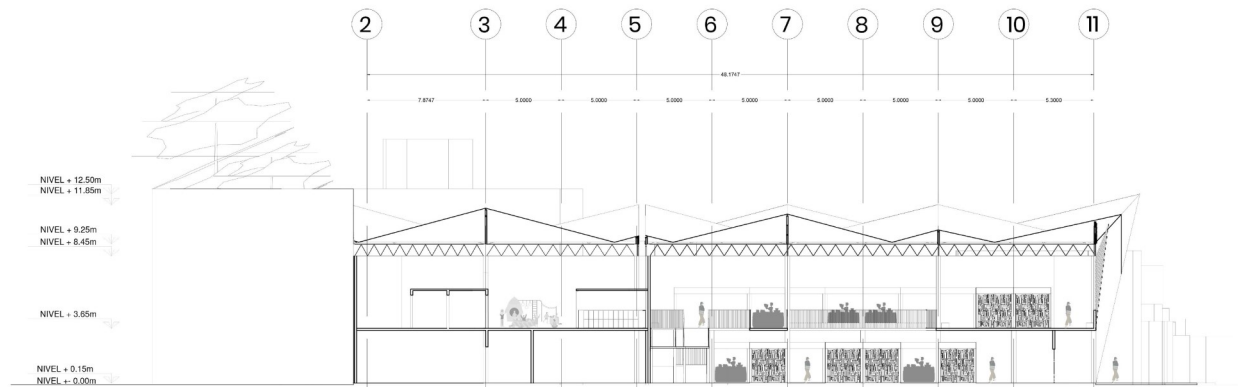 2 3 4 5 6 7 8 9 10 11
48.1747
7.8747 5.0000 5.0000 5.0000 5.0000 5.0000 5.0000 5.0000 5.3000
NIVEL + 12.50m
NIVEL + 11.85m
NIVEL + 9.25m
NIVEL + 8.45m
NIVEL + 3.65m
NIVEL + 0.15m
NIVEL +- 0.00m